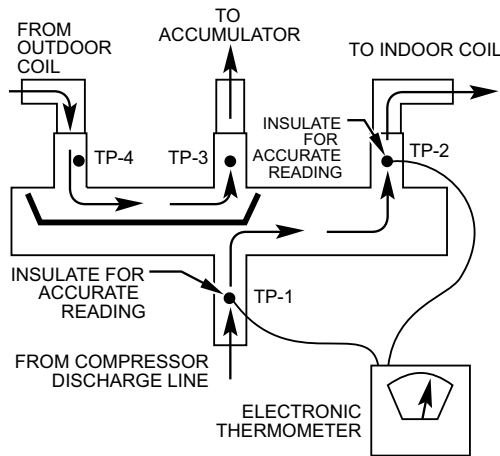 FROM
OUTDOOR
COIL
TO
ACCUMULATOR
TO INDOOR COIL
TP-4
TP-3
INSULATE
FOR
ACCURATE
READING
TP-2
INSULATE FOR
ACCURATE
READING
TP-1
FROM COMPRESSOR
DISCHARGE LINE
ELECTRONIC
THERMOMETER